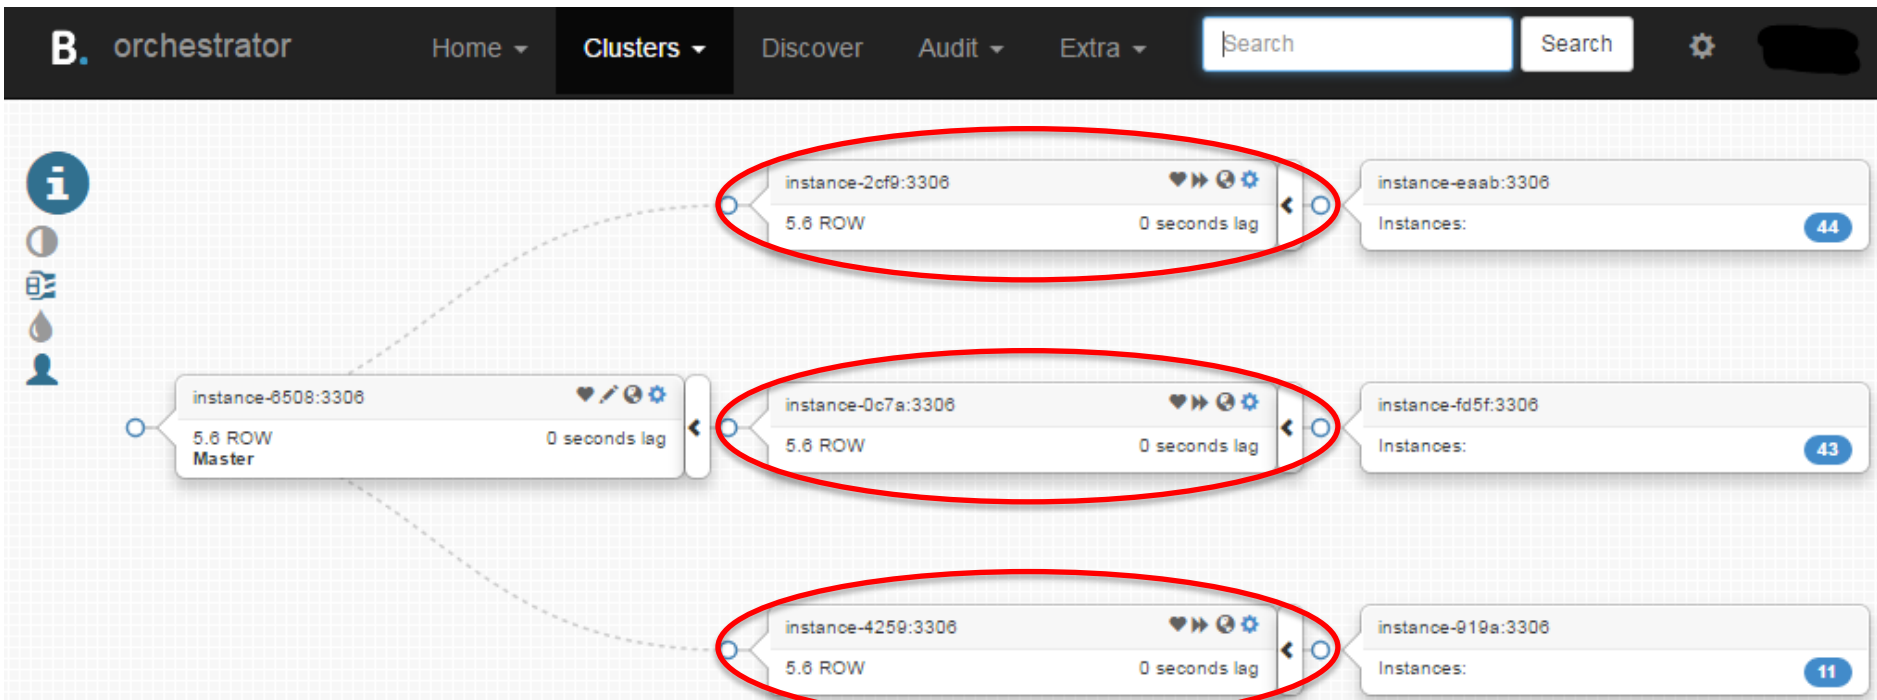 B. orchestrator Home Clusters Discover Audit Extra Search Search
instance-2cf9:3306
5.6 ROW 0 seconds lag
instance-eaab:3306
Instances: 44
instance-6508:3306
5.6 ROW 0 seconds lag
Master
instance-0c7a:3306
5.6 ROW 0 seconds lag
instance-fd5f:3306
Instances: 43
instance-4259:3306
5.6 ROW 0 seconds lag
instance-919a:3306
Instances: 11